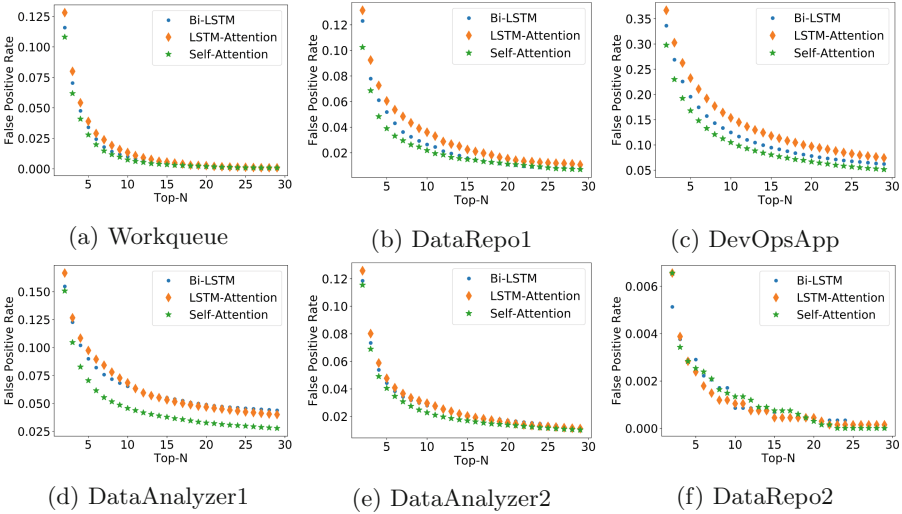 False Positive Rate
0.125
0.100
0.075
0.050
0.025
0.000
Bi-LSTM
LSTM-Attention
Self-Attention
5 10 15 20 25 30
Top-N
(a) Workqueue
False Positive Rate
0.12
0.10
0.08
0.06
0.04
0.02
Bi-LSTM
LSTM-Attention
Self-Attention
5 10 15 20 25 30
Top-N
(b) DataRepo1
False Positive Rate
0.35
0.30
0.25
0.20
0.15
0.10
0.05
Bi-LSTM
LSTM-Attention
Self-Attention
5 10 15 20 25 30
Top-N
(c) DevOpsApp
False Positive Rate
0.150
0.125
0.100
0.075
0.050
0.025
Bi-LSTM
LSTM-Attention
Self-Attention
5 10 15 20 25 30
Top-N
(d) DataAnalyzer1
False Positive Rate
0.12
0.10
0.08
0.06
0.04
0.02
Bi-LSTM
LSTM-Attention
Self-Attention
5 10 15 20 25 30
Top-N
(e) DataAnalyzer2
False Positive Rate
0.006
0.004
0.002
0.000
Bi-LSTM
LSTM-Attention
Self-Attention
5 10 15 20 25 30
Top-N
(f) DataRepo2